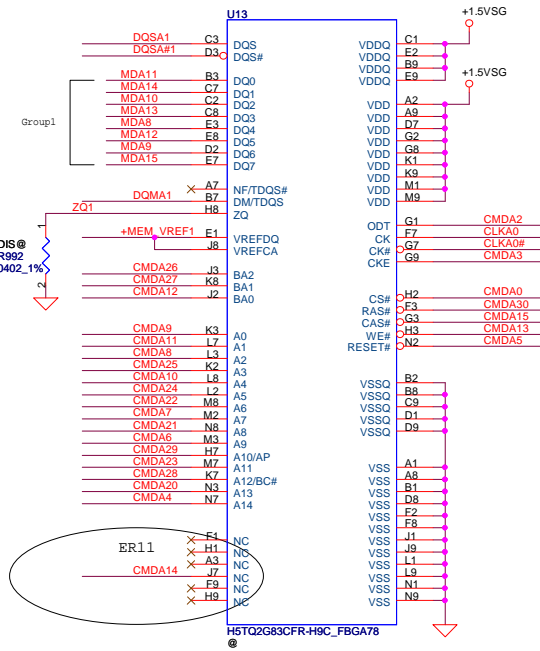 U13
+1.5VSG
DQSA1 C3 DQS VDDQ C1
DQSA#1 D3 DQS# VDDQ E2
VDDQ B9
MDA11 B3 DQ0 VDDQ E9
+1.5VSG
MDA14 C7 DQ1
MDA10 C2 DQ2 VDD A2
MDA13 C8 DQ3 VDD A9
Group1
MDA8 E3 DQ4 VDD D7
MDA12 E8 DQ5 VDD G2
MDA9 D2 DQ6 VDD G8
MDA15 E7 DQ7 VDD K1
VDD K9
A7 NF/TDQS# VDD M1
DQMA1 B7 DM/TDQS VDD M9
ZQ1 H8 ZQ
1
ODT G1 CMDA2
+MEM_VREF1 E1 VREFDQ CK F7 CLKA0
J8 VREFCA CK# G7 CLKA0#
CKE G9 CMDA3
DIS@
R992
0402_1%
2
CMDA26 J3 BA2
CMDA27 K8 BA1
CMDA12 J2 BA0
CS# H2 CMDA0
RAS# F3 CMDA30
CAS# G3 CMDA15
WE# H3 CMDA13
RESET# N2 CMDA5
CMDA9 K3 A0
CMDA11 L7 A1
CMDA8 L3 A2
CMDA25 K2 A3
CMDA10 L8 A4
CMDA24 L2 A5
CMDA22 M8 A6
CMDA7 M2 A7
CMDA21 N8 A8
CMDA6 M3 A9
CMDA29 H7 A10/AP
CMDA23 M7 A11
CMDA28 K7 A12/BC#
CMDA20 N3 A13
CMDA4 N7 A14
VSSQ B2
VSSQ B8
VSSQ C9
VSSQ D1
VSSQ D9
VSS A1
VSS A8
VSS B1
VSS D8
VSS F2
VSS F8
VSS J1
VSS J9
VSS L1
VSS L9
VSS N1
VSS N9
ER11
F1 NC
H1 NC
A3 NC
CMDA14 J7 NC
F9 NC
H9 NC
H5TQ2G83CFR-H9C_FBGA78
@